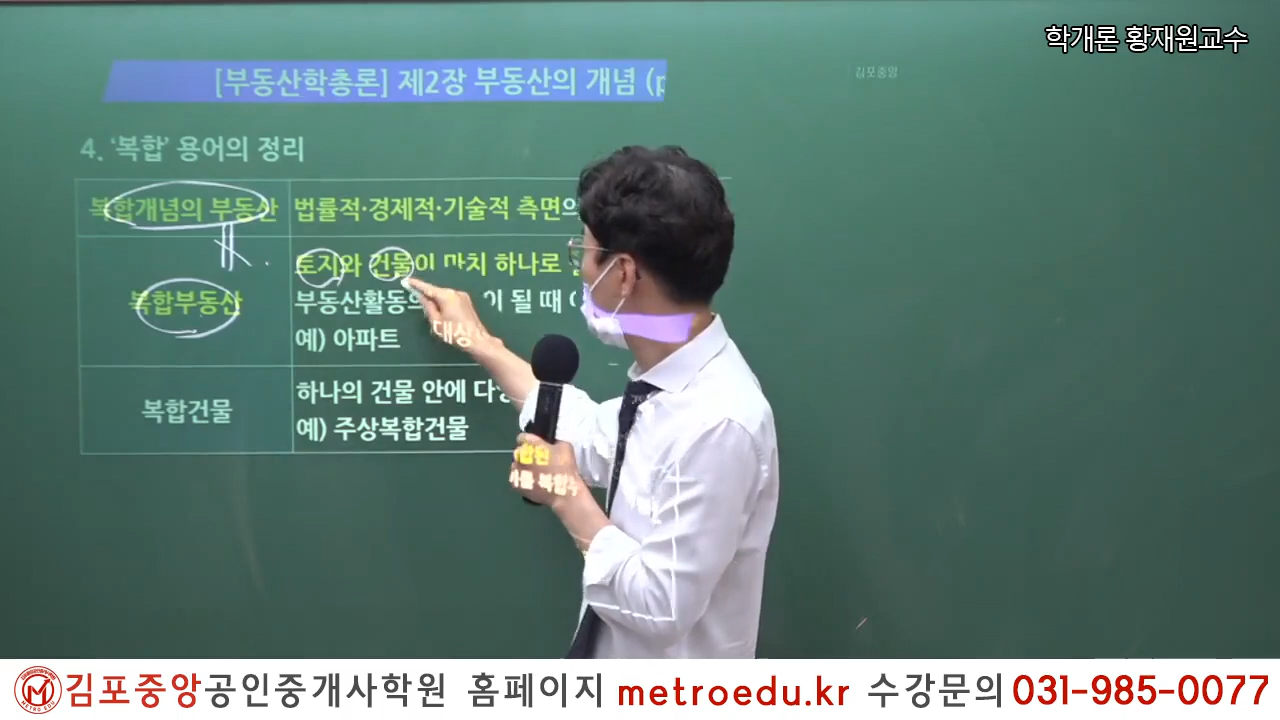 학개론 황재원교수
김포중앙
[부동산학총론] 제2장 부동산의 개념 (p
4. '복합' 용어의 정리
복합개념의 부동산
법률적·경제적·기술적 측면의
복합부동산
토지와 건물이 마치 하나로
부동산활동의 될 때
예) 아파트
대상
복합건물
하나의 건물 안에
예) 주상복합건물
METRO EDU
김포중앙공인중개사학원 홈페이지 metroedu.kr 수강문의 031-985-0077